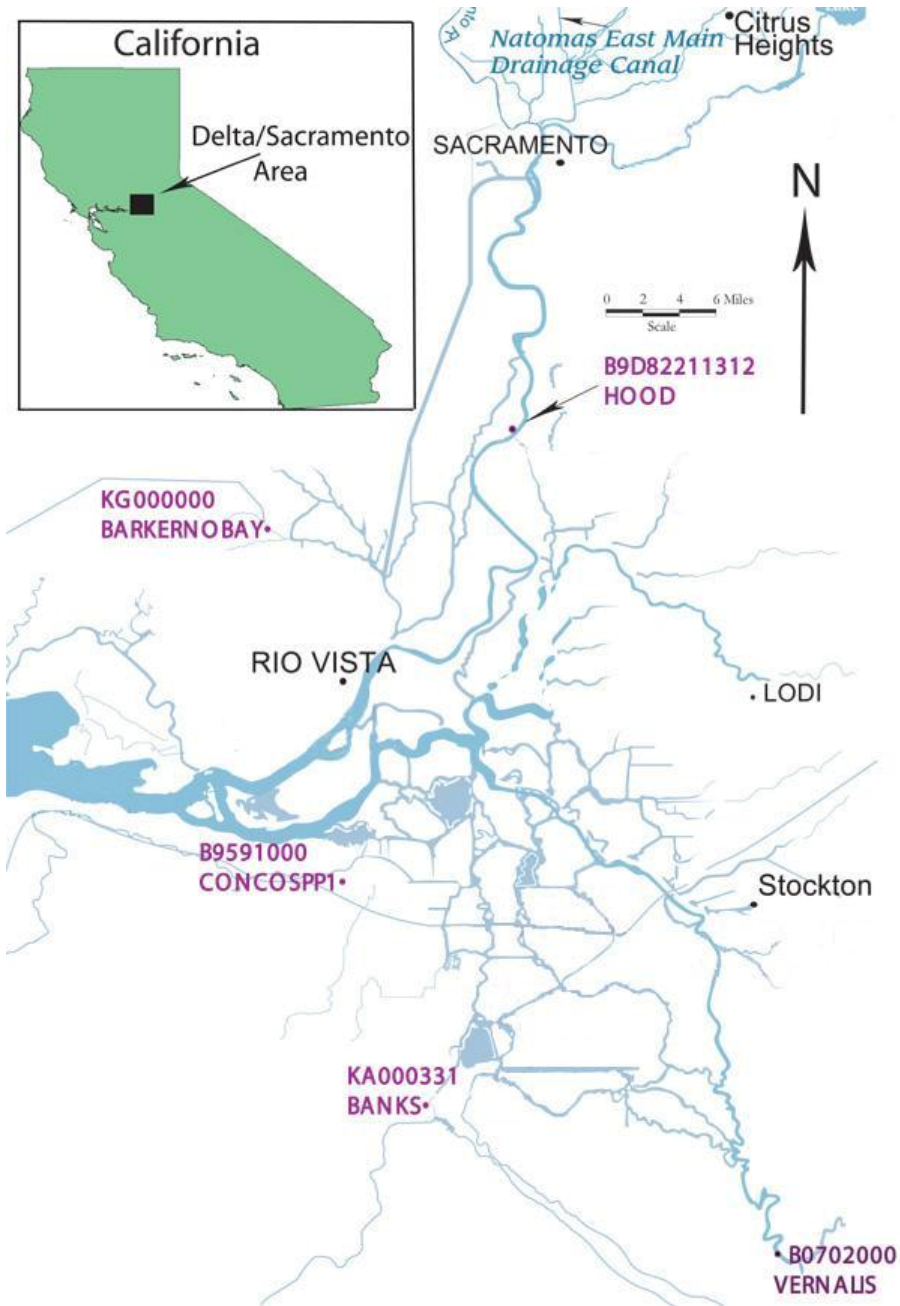 California
Delta/Sacramento
Area
Natomas East Main
Drainage Canal
Citrus
Heights
SACRAMENTO
N
0 2 4 6 Miles
Scale
B9D82211312
HOOD
KG000000
BARKERNOBAY
RIO VISTA
LODI
B9591000
CONCOSPP1
Stockton
KA000331
BANKS
B0702000
VERNALIS